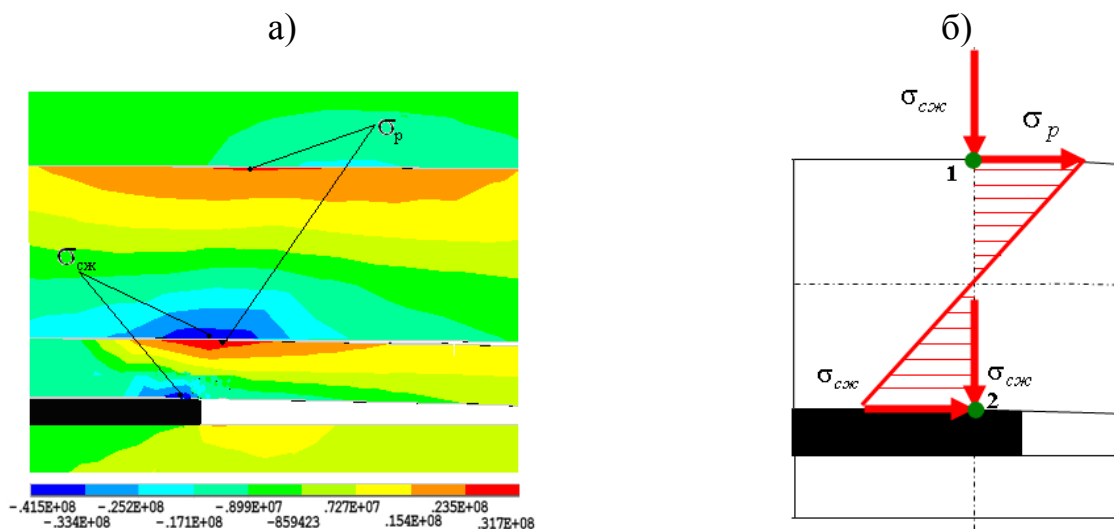 а)
б)
σсж
σр
1
σр
σсж
σсж
σсж
2
-.415E+08
-.252E+08
-.899E+07
.727E+07
.235E+08
-.334E+08
-.171E+08
-859423
.154E+08
.317E+08